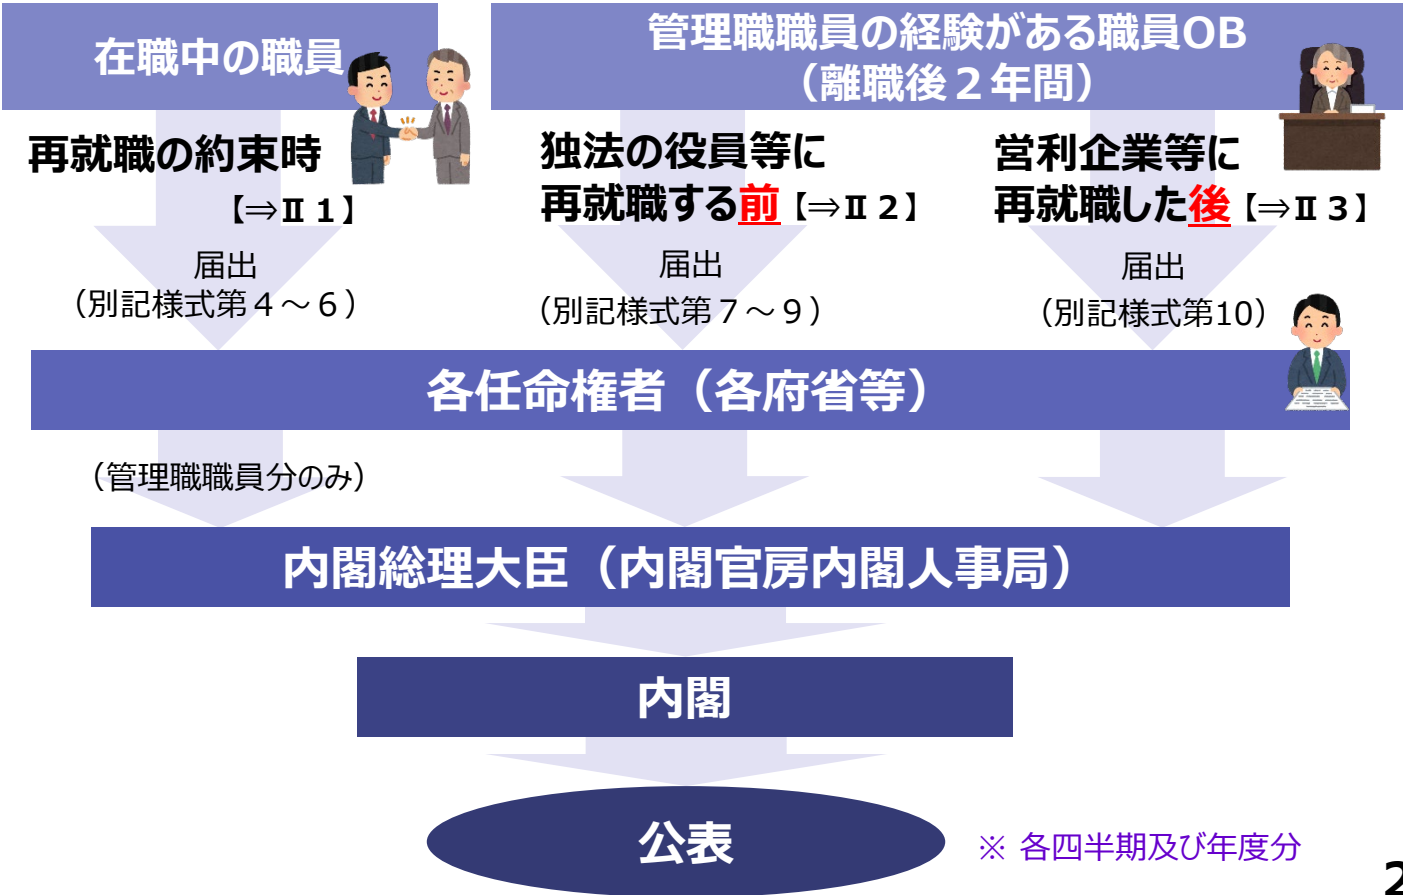 在職中の職員
管理職職員の経験がある職員OB
（離職後２年間）
再就職の約束時
【⇒Ⅱ１】
届出
（別記様式第４～６）
独法の役員等に
再就職する前【⇒Ⅱ２】
届出
（別記様式第７～９）
営利企業等に
再就職した後【⇒Ⅱ３】
届出
（別記様式第10）
各任命権者（各府省等）
（管理職職員分のみ）
内閣総理大臣（内閣官房内閣人事局）
内閣
公表
※ 各四半期及び年度分
2